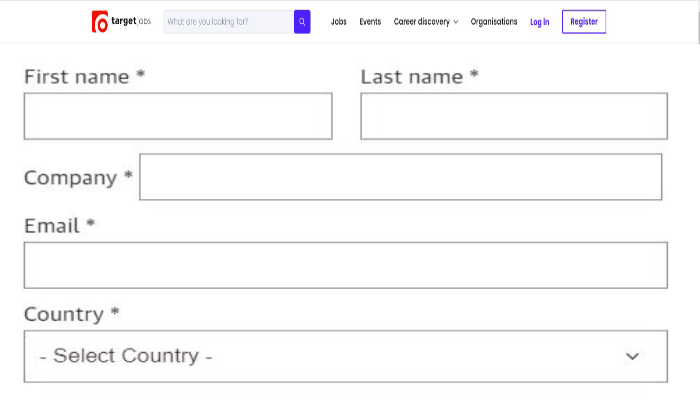 targetjobs What are you looking for? Jobs Events Career discovery Organisations Log in Register
First name * Last name *
Company *
Email *
Country *
- Select Country -